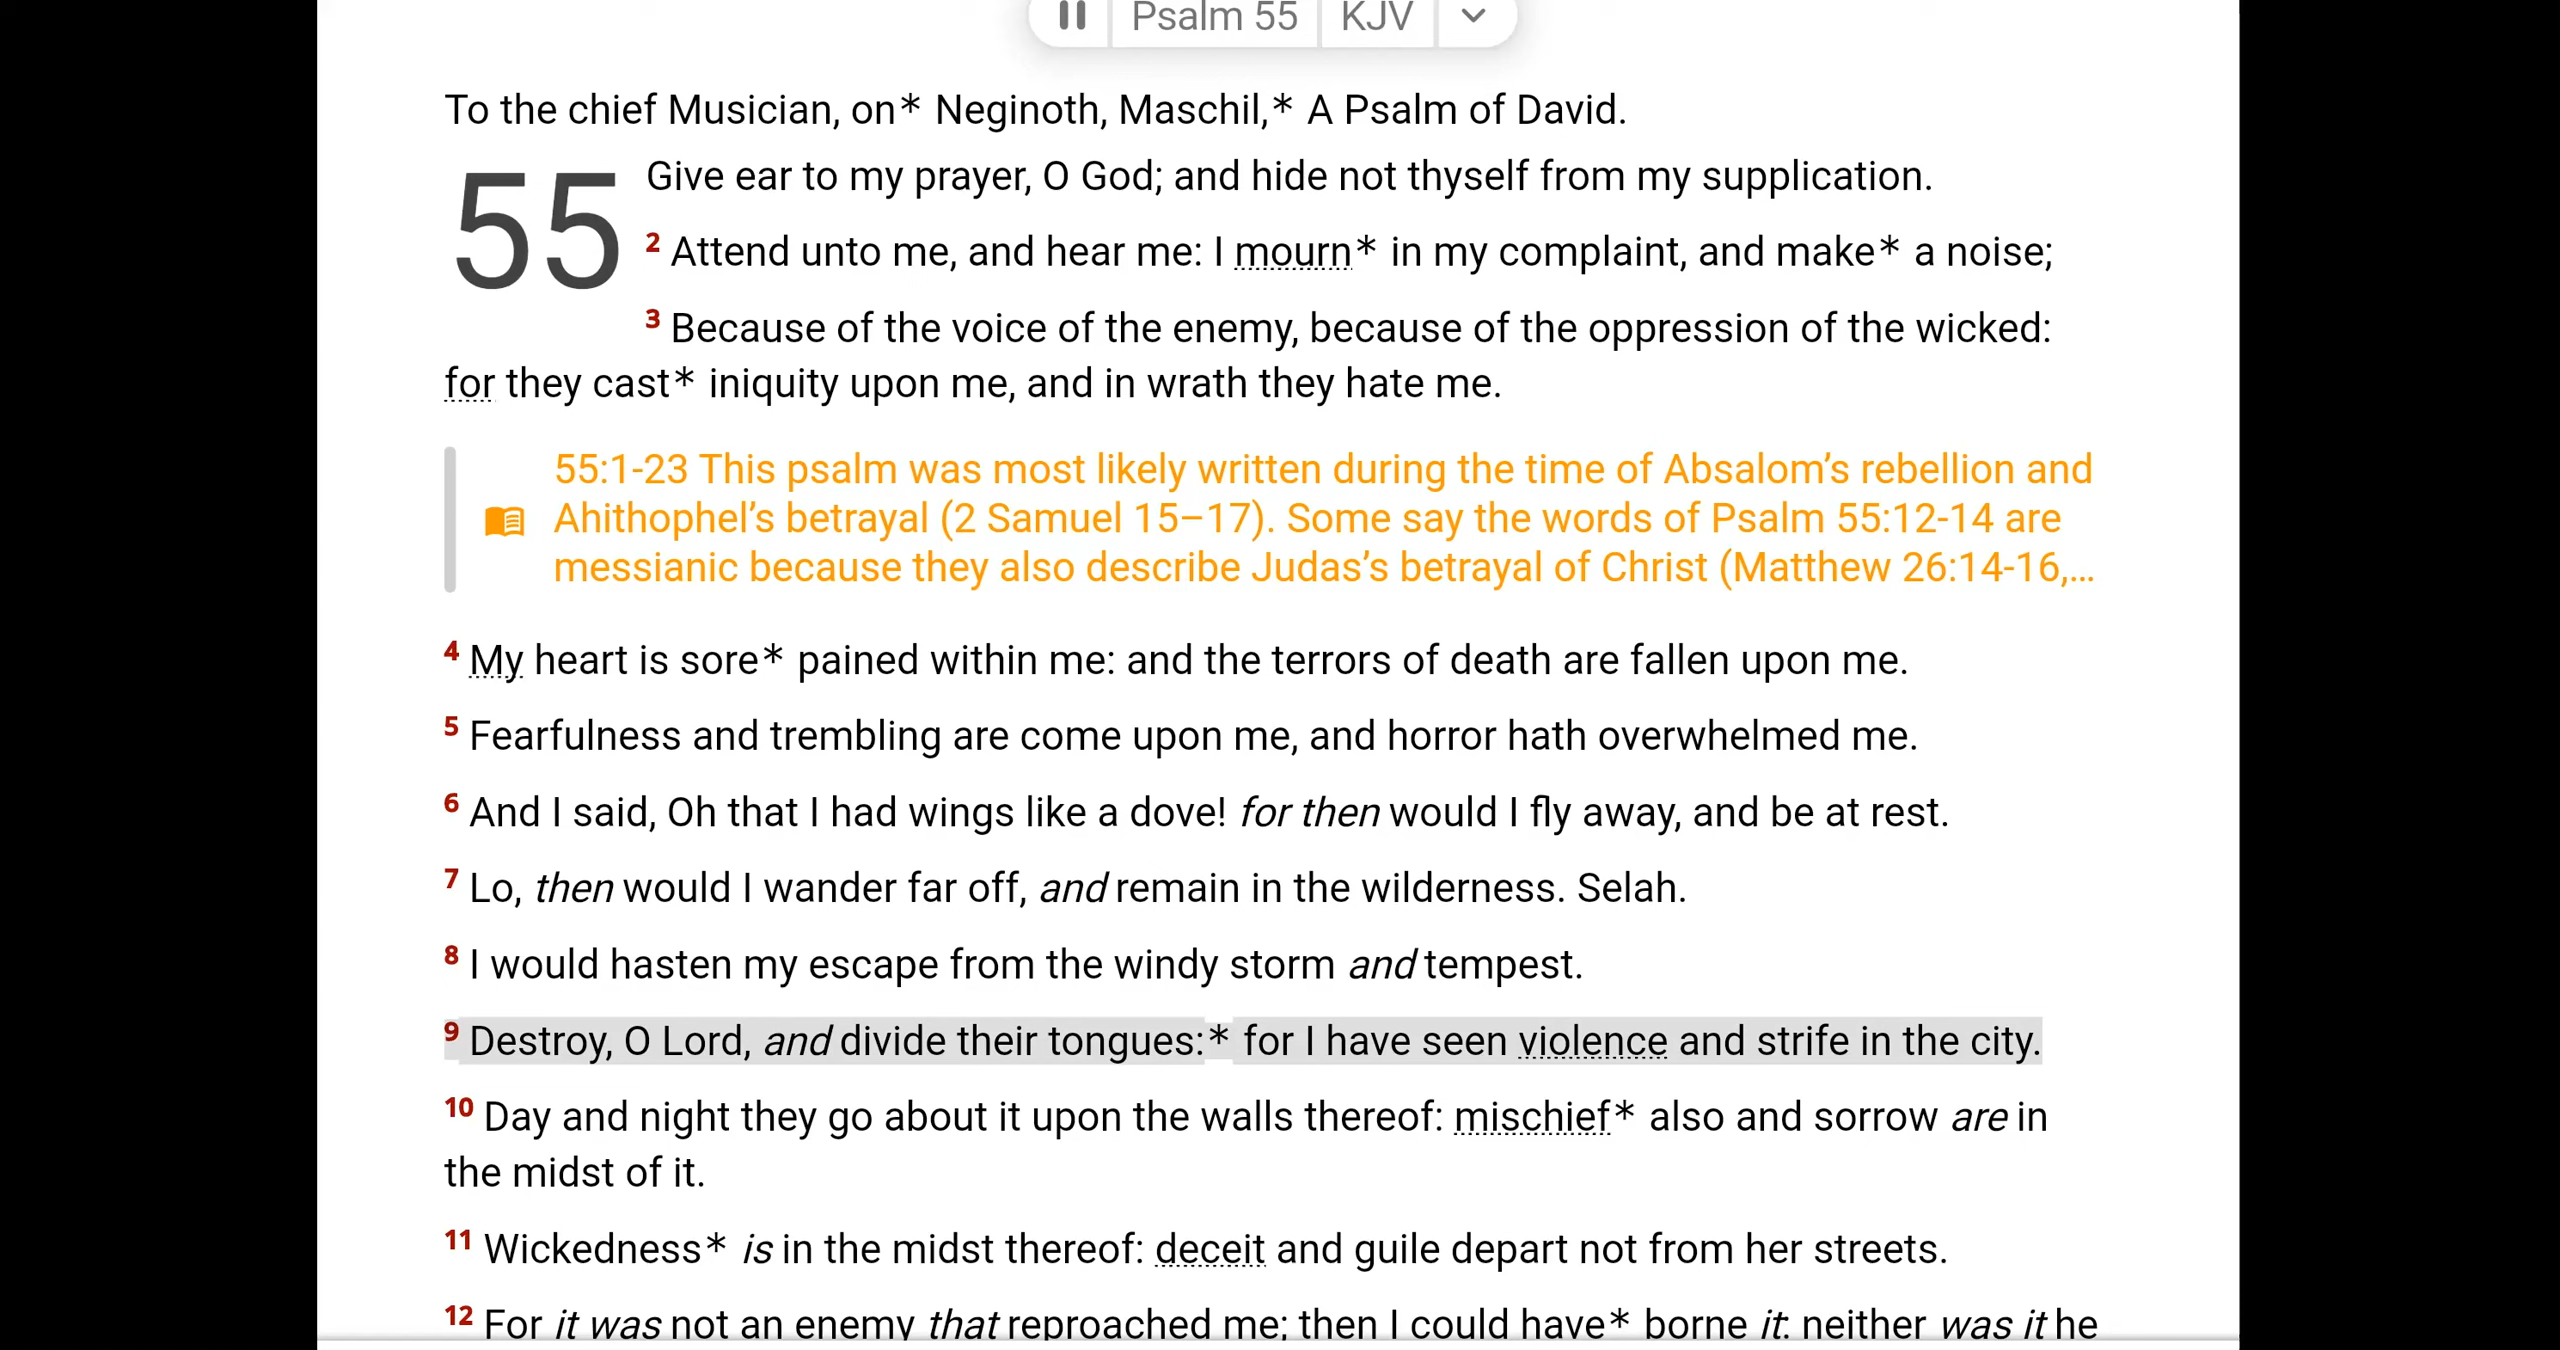 Psalm 55 KJV
To the chief Musician, on* Neginoth, Maschil,* A Psalm of David.
55 Give ear to my prayer, O God; and hide not thyself from my supplication.
2 Attend unto me, and hear me: I mourn* in my complaint, and make* a noise;
3 Because of the voice of the enemy, because of the oppression of the wicked:
for they cast* iniquity upon me, and in wrath they hate me.
55:1-23 This psalm was most likely written during the time of Absalom’s rebellion and
Ahithophel’s betrayal (2 Samuel 15–17). Some say the words of Psalm 55:12-14 are
messianic because they also describe Judas’s betrayal of Christ (Matthew 26:14-16,...
4 My heart is sore* pained within me: and the terrors of death are fallen upon me.
5 Fearfulness and trembling are come upon me, and horror hath overwhelmed me.
6 And I said, Oh that I had wings like a dove! for then would I fly away, and be at rest.
7 Lo, then would I wander far off, and remain in the wilderness. Selah.
8 I would hasten my escape from the windy storm and tempest.
9 Destroy, O Lord, and divide their tongues:* for I have seen violence and strife in the city.
10 Day and night they go about it upon the walls thereof: mischief* also and sorrow are in
the midst of it.
11 Wickedness* is in the midst thereof: deceit and guile depart not from her streets.
12 For it was not an enemy that reproached me; then I could have* borne it: neither was it he